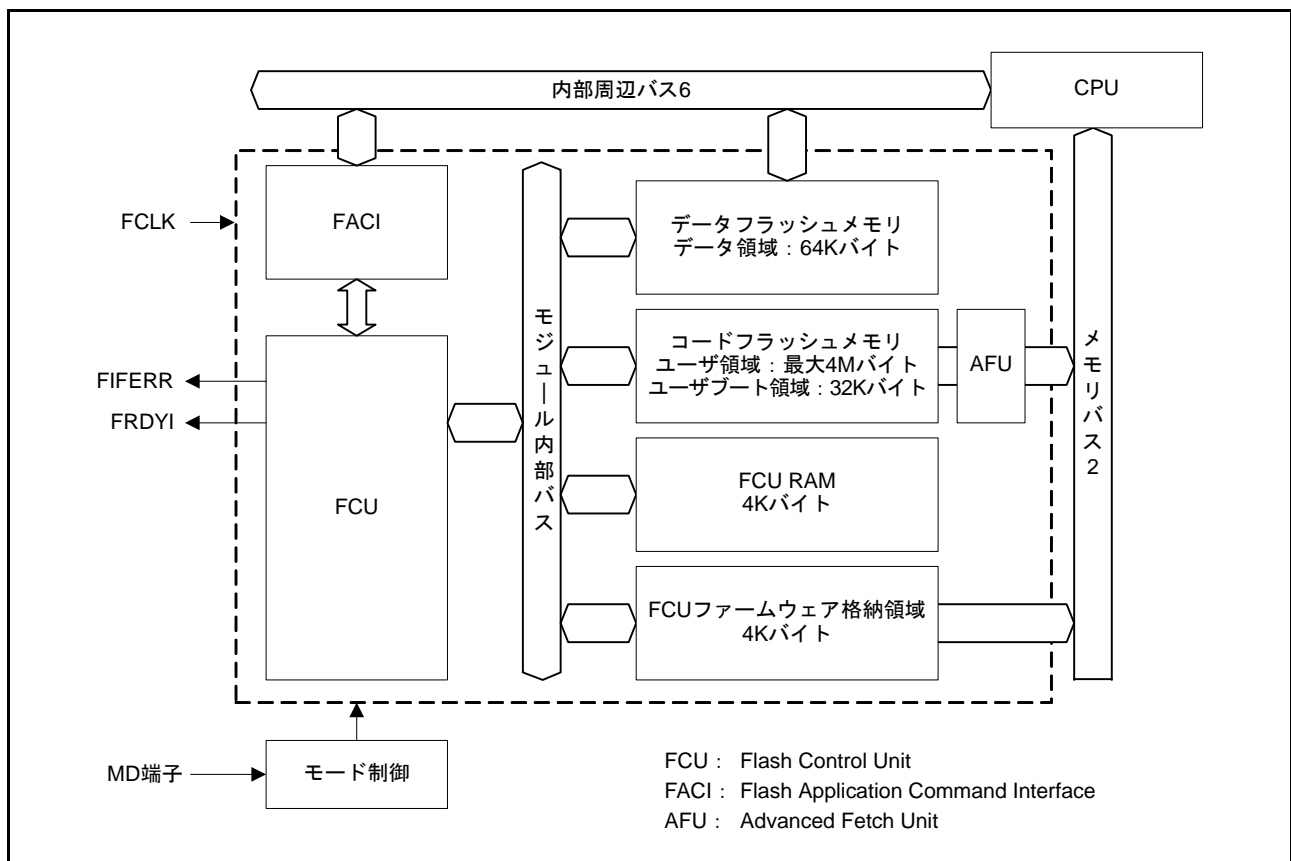 内部周辺バス6
CPU
FCLK
FACI
データフラッシュメモリ
データ領域：64Kバイト
モジュール内部バス
コードフラッシュメモリ
ユーザ領域：最大4Mバイト
ユーザブート領域：32Kバイト
AFU
メモリバス2
FIFERR
FRDYI
FCU
FCU RAM
4Kバイト
FCUファームウェア格納領域
4Kバイト
MD端子
モード制御
FCU： Flash Control Unit
FACI： Flash Application Command Interface
AFU： Advanced Fetch Unit